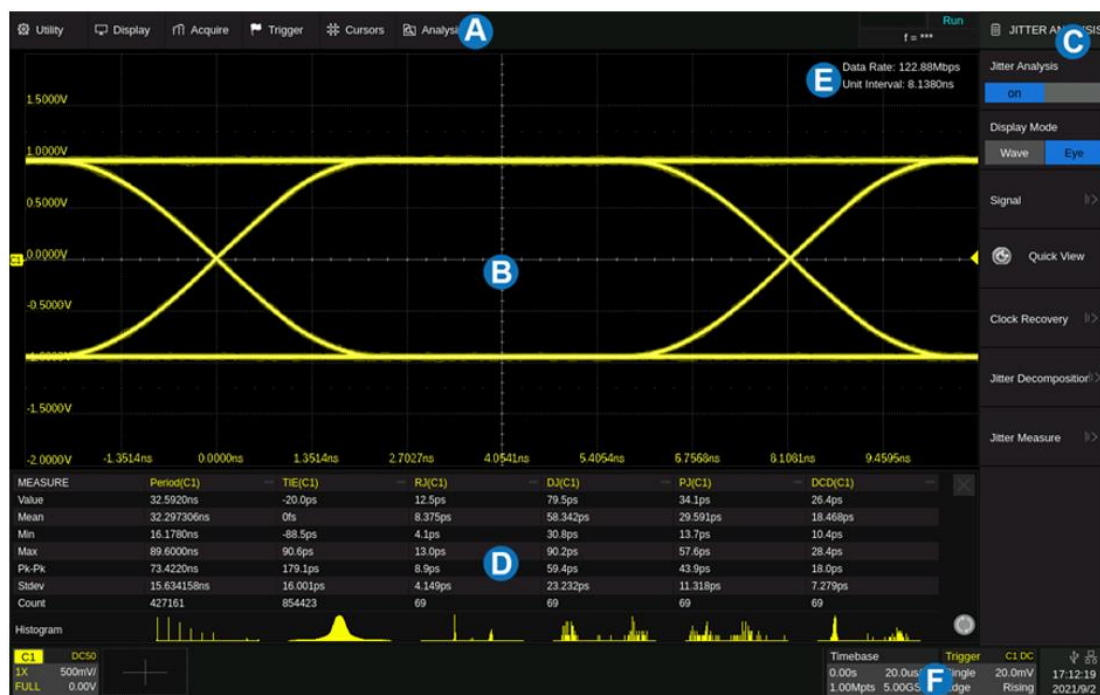 Utility Display Acquire Trigger Cursors Analysis A
Run
f = ***
JITTER ANALYSIS C
E Data Rate: 122.88Mbps
Unit Interval: 8.1380ns
Jitter Analysis
on
Display Mode
Wave Eye
Signal
Quick View
Clock Recovery
Jitter Decomposition
Jitter Measure
1.5000V
1.0000V
0.5000V
C1 0.0000V
B
-0.5000V
-1.0000V
-1.5000V
-2.0000V -1.3514ns 0.0000ns 1.3514ns 2.7027ns 4.0541ns 5.4054ns 6.7568ns 8.1081ns 9.4595ns
MEASURE Period(C1) TIE(C1) RJ(C1) DJ(C1) PJ(C1) DCD(C1)
Value 32.5920ns -20.0ps 12.5ps 79.5ps 34.1ps 26.4ps
Mean 32.297306ns 0fs 8.375ps 58.342ps 29.591ps 18.468ps
Min 16.1780ns -88.5ps 4.1ps 30.8ps 13.7ps 10.4ps
Max 89.6000ns 90.6ps 13.0ps 90.2ps 57.6ps 28.4ps
D
Pk-Pk 73.4220ns 179.1ps 8.9ps 59.4ps 43.9ps 18.0ps
Stdev 15.634158ns 16.001ps 4.149ps 23.232ps 11.318ps 7.279ps
Count 427161 854423 69 69 69 69
Histogram
C1 DC50
1X 500mV/
FULL 0.00V
Timebase
0.00s 20.0us/
1.00Mpts 5.00GS
F
Trigger C1 DC
Single 20.0mV
Edge Rising
17:12:19
2021/9/2